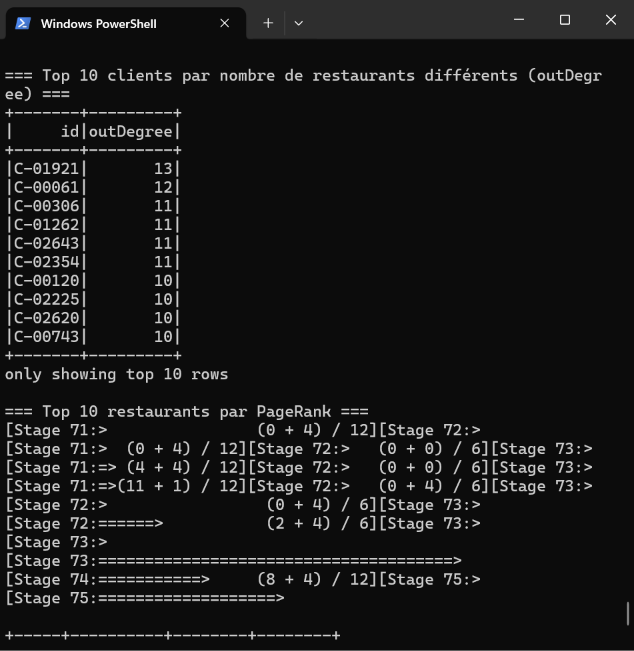 Windows PowerShell
=== Top 10 clients par nombre de restaurants différents (outDegr
ee) ===
+-------+---------+
|     id|outDegree|
+-------+---------+
|C-01921|       13|
|C-00061|       12|
|C-00306|       11|
|C-01262|       11|
|C-02643|       11|
|C-02354|       11|
|C-00120|       10|
|C-02225|       10|
|C-02620|       10|
|C-00743|       10|
+-------+---------+
only showing top 10 rows
=== Top 10 restaurants par PageRank ===
[Stage 71:>                (0 + 4) / 12][Stage 72:>
[Stage 71:>  (0 + 4) / 12][Stage 72:>   (0 + 0) / 6][Stage 73:>
[Stage 71:=> (4 + 4) / 12][Stage 72:>   (0 + 0) / 6][Stage 73:>
[Stage 71:=>(11 + 1) / 12][Stage 72:>   (0 + 4) / 6][Stage 73:>
[Stage 72:>                 (0 + 4) / 6][Stage 73:>
[Stage 72:======>           (2 + 4) / 6][Stage 73:>
[Stage 73:>
[Stage 73:======================================>
[Stage 74:===========>     (8 + 4) / 12][Stage 75:>
[Stage 75:===================>
+-----+----------+--------+--------+